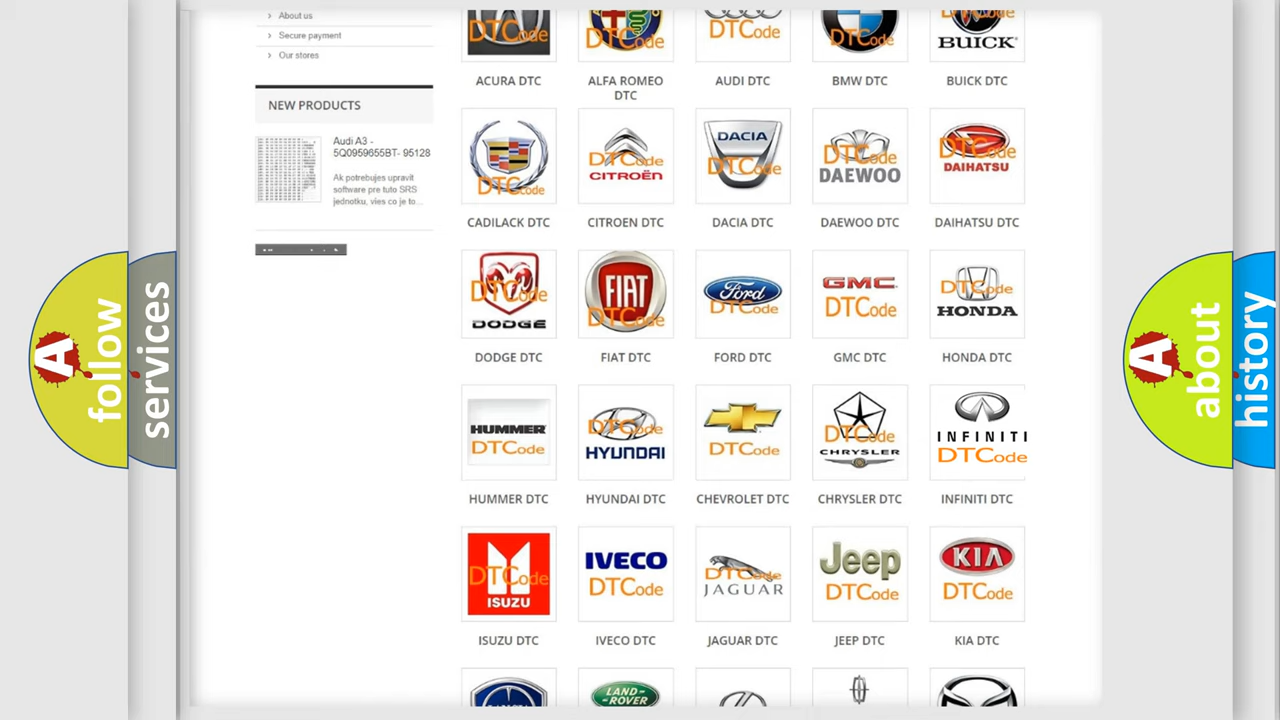 About us
Secure payment
Our stores
NEW PRODUCTS
Audi A3 -
5Q0959655BT- 95128
Ak potrebujes upravit
software pre tuto SRS
jednotku, vies co je to...
DTCode
DTCode
DTCode
DTCode
BUICK
ACURA DTC
ALFA ROMEO
DTC
AUDI DTC
BMW DTC
BUICK DTC
DTCode
DTCode
CITROËN
DACIA
DTCode
DTCode
DAEWOO
DTCode
DAIHATSU
CADILACK DTC
CITROEN DTC
DACIA DTC
DAEWOO DTC
DAIHATSU DTC
DTCode
DODGE
FIAT
DTCode
Ford
DTCode
GMC
DTCode
DTCode
HONDA
DODGE DTC
FIAT DTC
FORD DTC
GMC DTC
HONDA DTC
HUMMER
DTCode
DTCode
HYUNDAI
DTCode
DTCode
CHRYSLER
INFINITI
DTCode
HUMMER DTC
HYUNDAI DTC
CHEVROLET DTC
CHRYSLER DTC
INFINITI DTC
DTCode
ISUZU
IVECO
DTCode
DTCode
JAGUAR
Jeep
DTCode
KIA
DTCode
ISUZU DTC
IVECO DTC
JAGUAR DTC
JEEP DTC
KIA DTC
LAND-
ROVER
A
follow
services
A
about
history